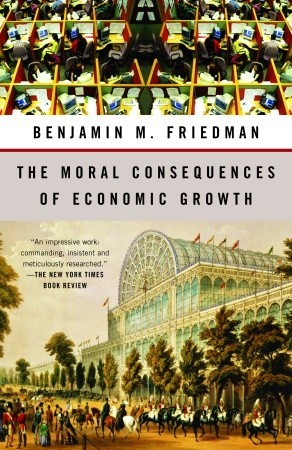 BENJAMIN M. FRIEDMAN
THE MORAL CONSEQUENCES
OF ECONOMIC GROWTH
“An impressive work:
commanding, insistent and
meticulously researched.”
—THE NEW YORK TIMES
BOOK REVIEW